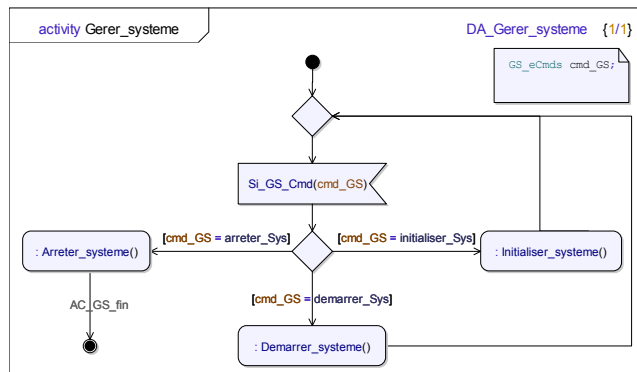 activity Gerer_systeme
DA_Gerer_systeme {1/1}
GS_eCmds cmd_GS;
Si_GS_Cmd(cmd_GS)
[cmd_GS = arreter_Sys]
[cmd_GS = initialiser_Sys]
: Arreter_systeme()
: Initialiser_systeme()
[cmd_GS = demarrer_Sys]
AC_GS_fin
: Demarrer_systeme()